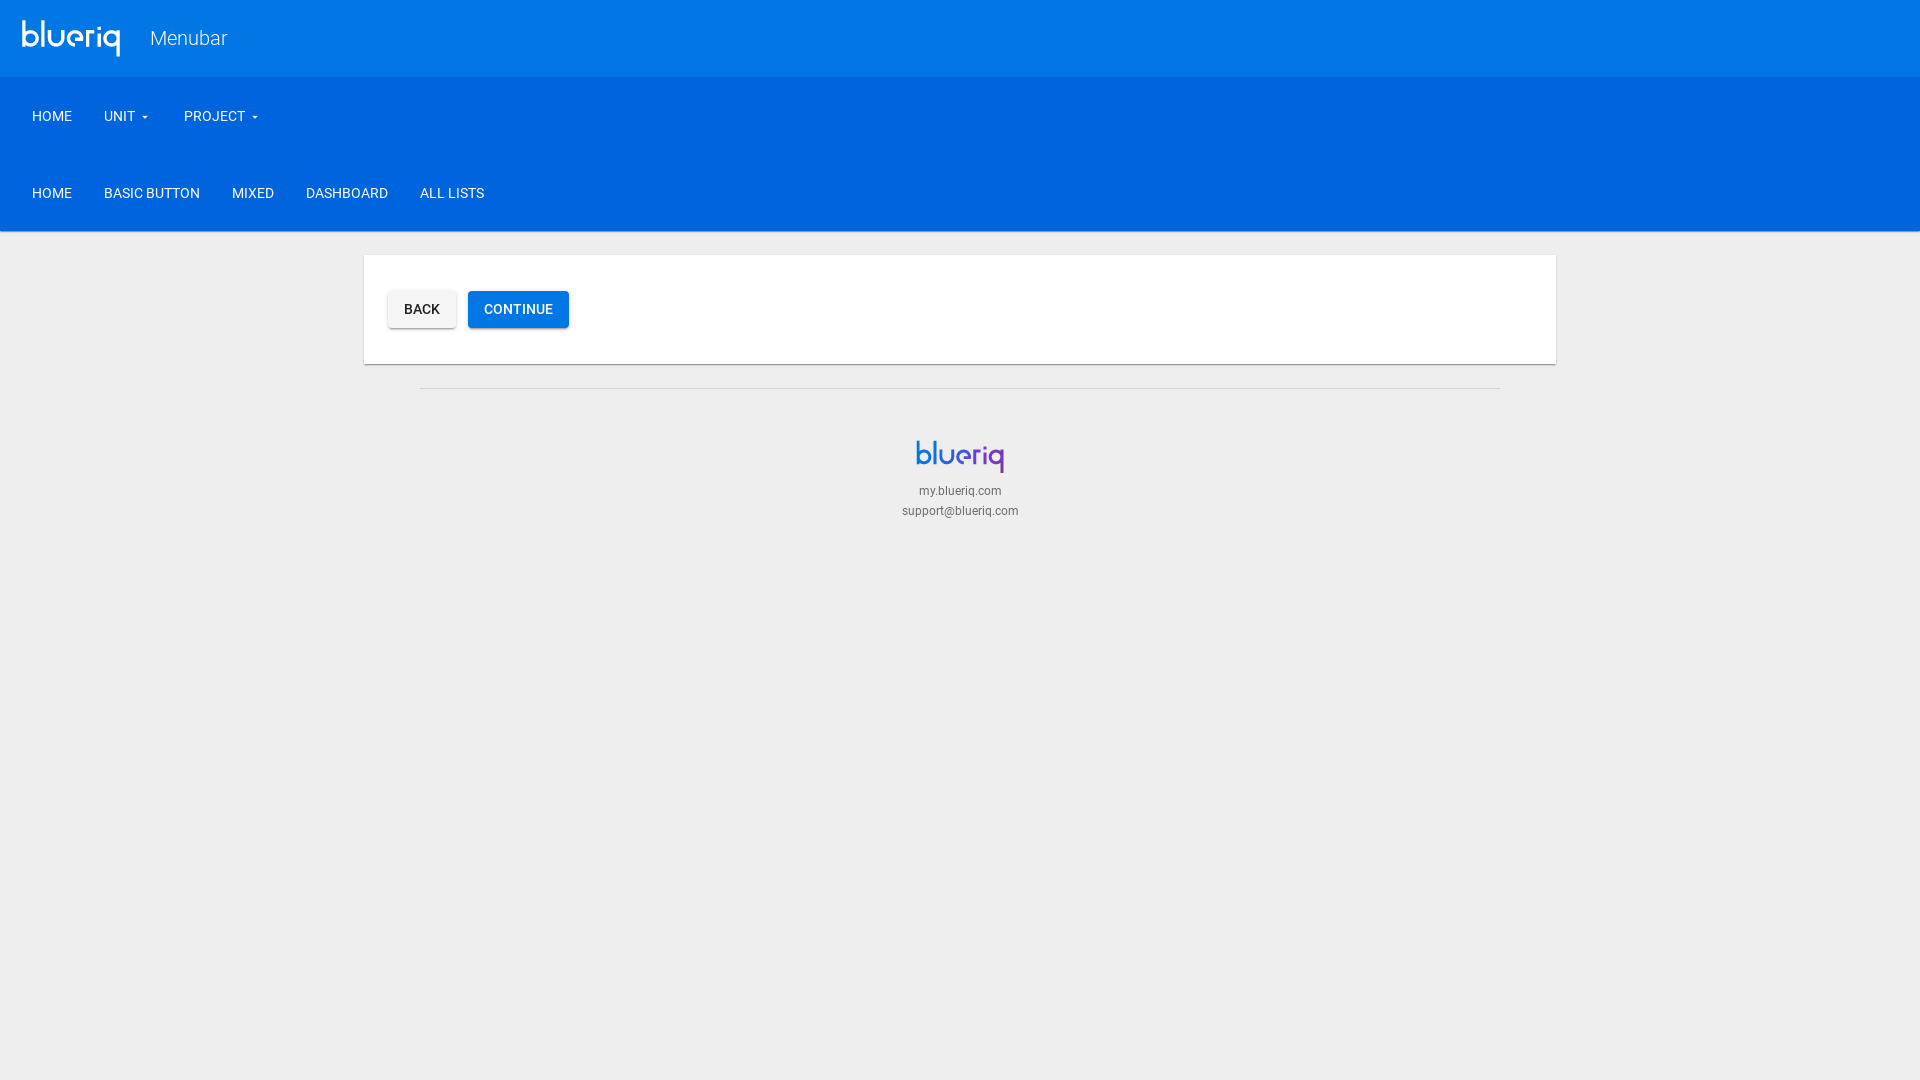 blueriq Menubar
HOME UNIT PROJECT
HOME BASIC BUTTON MIXED DASHBOARD ALL LISTS
BACK CONTINUE
blueriq
my.blueriq.com
support@blueriq.com